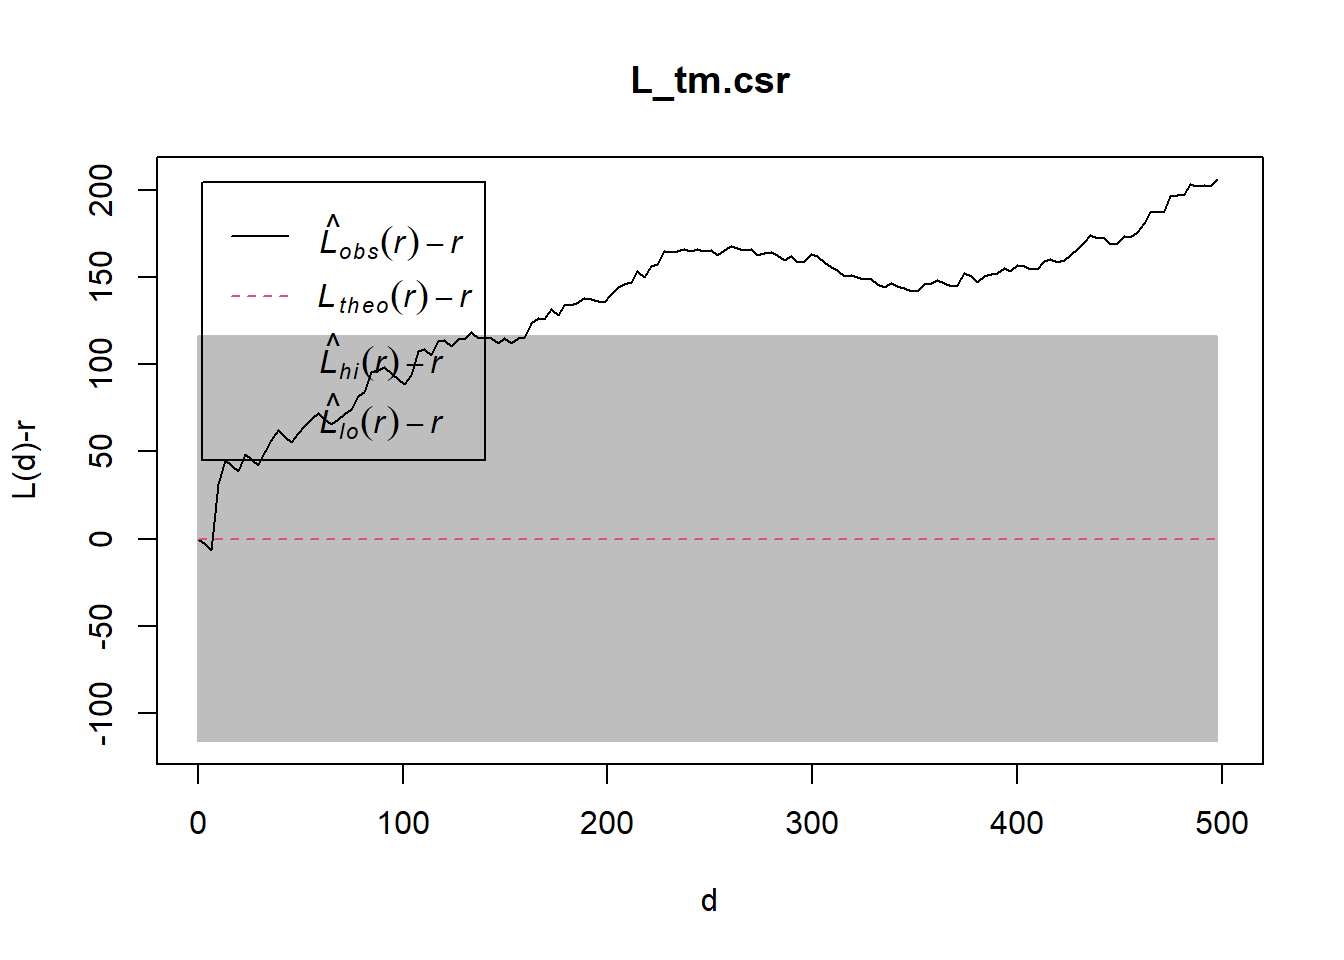 L_tm.csr
L(d)-r
200
150
100
50
0
-50
-100
L̂obs(r) – r
Ltheo(r) – r
L̂hi(r) – r
L̂lo(r) – r
0 100 200 300 400 500
d